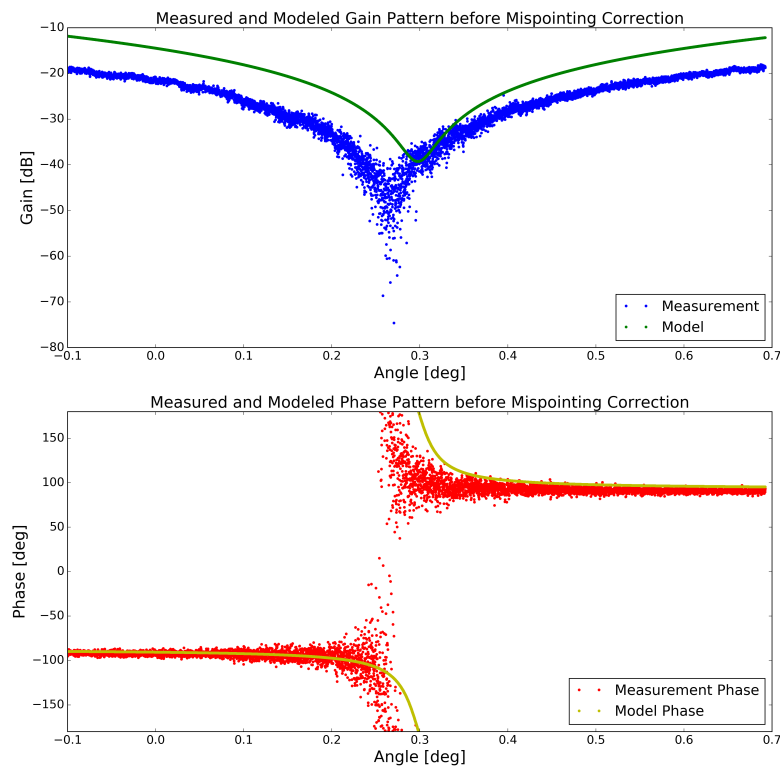 Measured and Modeled Gain Pattern before Mispointing Correction
−10
−20
−30
−40
−50
−60
−70
−80
Gain [dB]
−0.1 0.0 0.1 0.2 0.3 0.4 0.5 0.6 0.7
Angle [deg]
Measurement
Model
Measured and Modeled Phase Pattern before Mispointing Correction
150
100
50
0
−50
−100
−150
Phase [deg]
−0.1 0.0 0.1 0.2 0.3 0.4 0.5 0.6 0.7
Angle [deg]
Measurement Phase
Model Phase